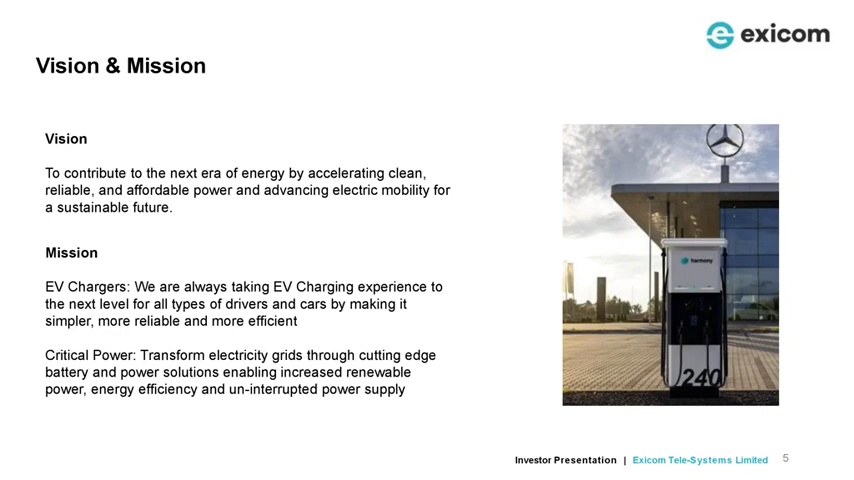 exicom
Vision & Mission
Vision
To contribute to the next era of energy by accelerating clean,
reliable, and affordable power and advancing electric mobility for
a sustainable future.
Mission
EV Chargers: We are always taking EV Charging experience to
the next level for all types of drivers and cars by making it
simpler, more reliable and more efficient
Critical Power: Transform electricity grids through cutting edge
battery and power solutions enabling increased renewable
power, energy efficiency and un-interrupted power supply
harmony
240
Investor Presentation | Exicom Tele-Systems Limited 5